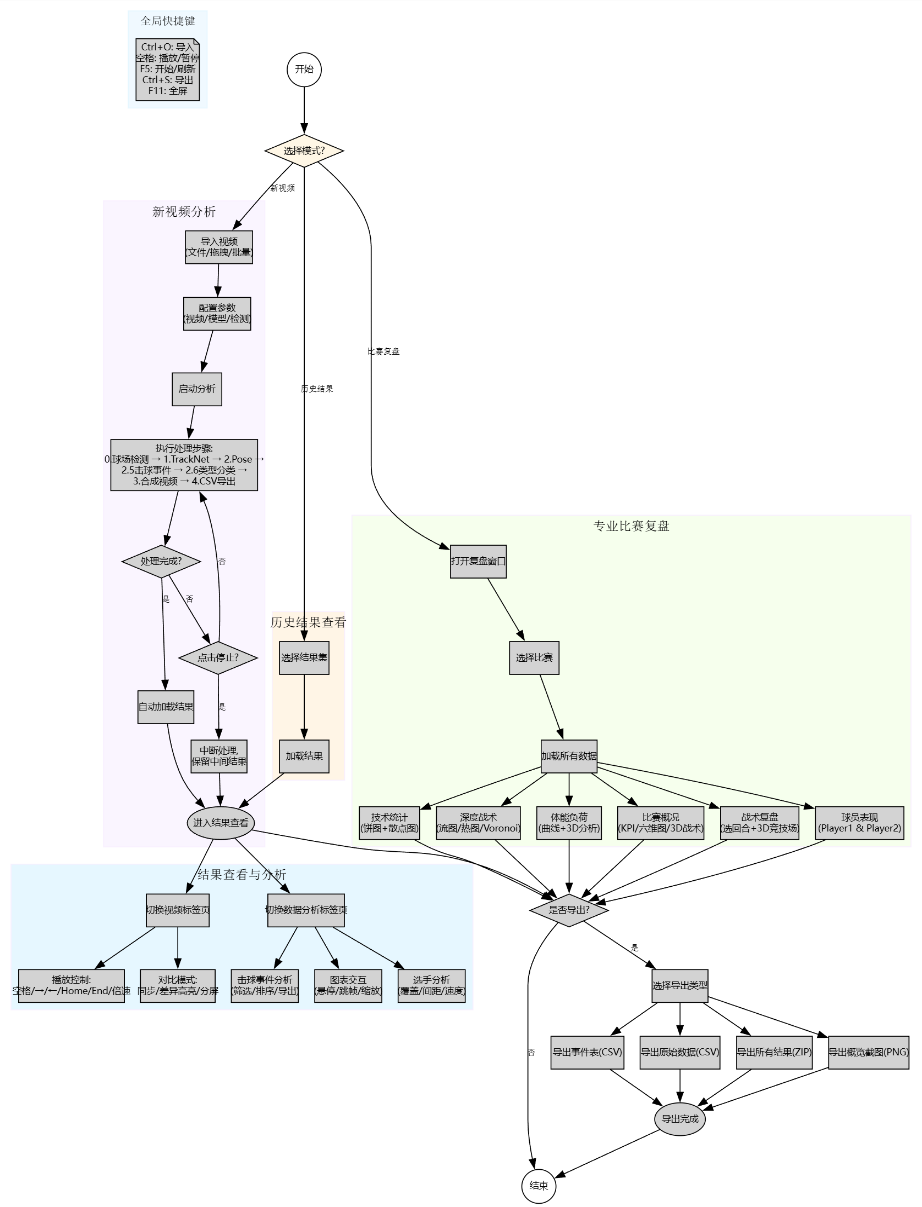 全局快捷键
Ctrl+O: 导入
空格: 播放/暂停
F5: 开始/刷新
Ctrl+S: 导出
F11: 全屏
开始
选择模式?
新视频
历史结果
比赛复盘
新视频分析
导入视频
(文件/拖拽/批量)
配置参数
(视频/模型/检测)
启动分析
执行处理步骤:
0.球场检测 → 1.TrackNet → 2.Pose →
2.5击球事件 → 2.6类型分类 →
3.合成视频 → 4.CSV导出
处理完成?
是
否
点击停止?
否
是
自动加载结果
中断处理,
保留中间结果
进入结果查看
历史结果查看
选择结果集
加载结果
专业比赛复盘
打开复盘窗口
选择比赛
加载所有数据
技术统计
(饼图+散点图)
深度战术
(流图/热图/Voronoi)
体能负荷
(曲线+3D分析)
比赛概况
(KPI/六维图/3D战术)
战术复盘
(选回合+3D竞技场)
球员表现
(Player1 & Player2)
结果查看与分析
切换视频标签页
切换数据分析标签页
播放控制:
空格/→/←/Home/End/倍速
对比模式:
同步/差异高亮/分屏
击球事件分析
(筛选/排序/导出)
图表交互
(悬停/跳帧/缩放)
选手分析
(覆盖/间距/速度)
是否导出?
是
否
选择导出类型
导出事件表(CSV)
导出原始数据(CSV)
导出所有结果(ZIP)
导出概览截图(PNG)
导出完成
结束